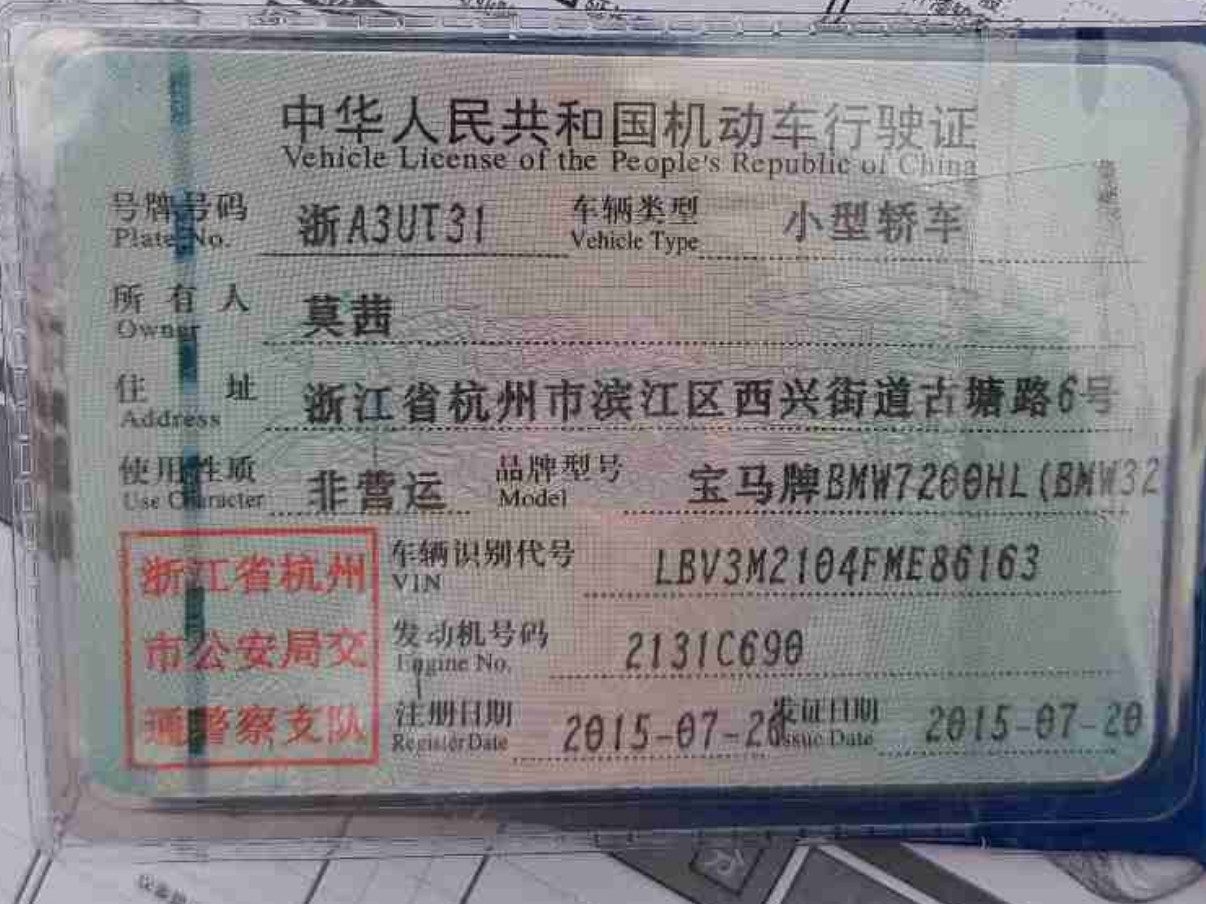 中华人民共和国机动车行驶证
Vehicle License of the People's Republic of China
号牌号码 浙A3UT31 车辆类型 小型轿车
Plate No. Vehicle Type
所有人 莫茜
Owner
住址 浙江省杭州市滨江区西兴街道古塘路6号
Address
使用性质 非营运 品牌型号 宝马牌BMW7200HL(BMW32
Use Character Model
浙江省杭州
市公安局交
通警察支队
车辆识别代号 LBV3M2104FME86163
VIN
发动机号码 2131C690
Engine No.
注册日期 2015-07-20 发证日期 2015-07-20
Register Date Issue Date